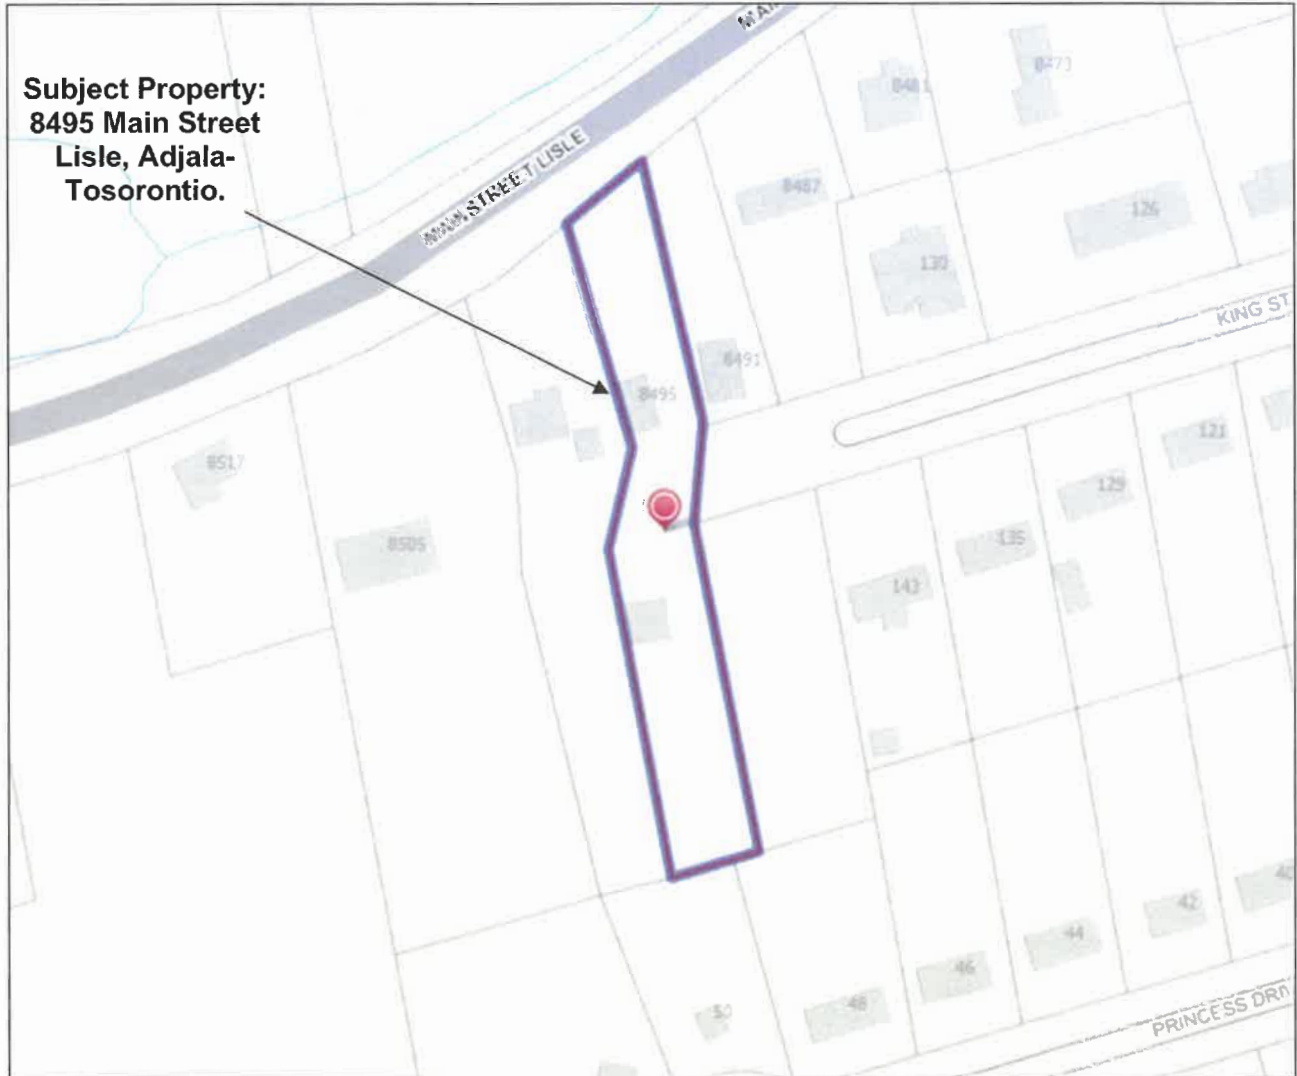 Subject Property:
8495 Main Street
Lisle, Adjala-
Tosorontio.
MAIN STREET LISLE
8473
8481
8487
126
130
KING ST
8491
8495
8517
8505
121
129
135
143
42
44
46
48
50
PRINCESS DR